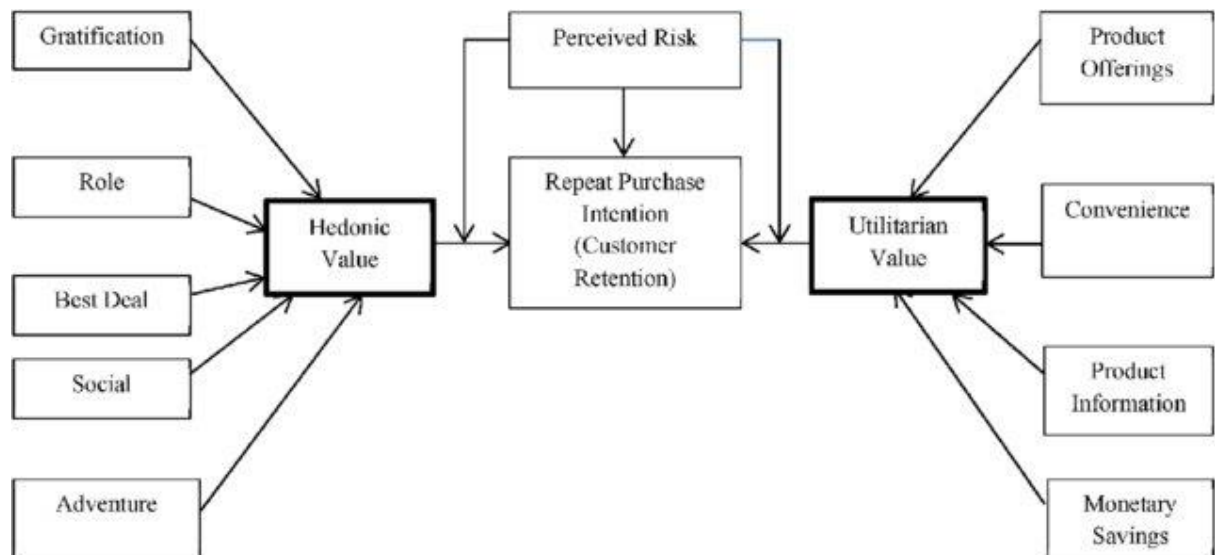 Gratification
Perceived Risk
Product
Offerings
Role
Repeat Purchase
Intention
(Customer
Retention)
Convenience
Hedonic
Value
Utilitarian
Value
Best Deal
Social
Product
Information
Adventure
Monetary
Savings